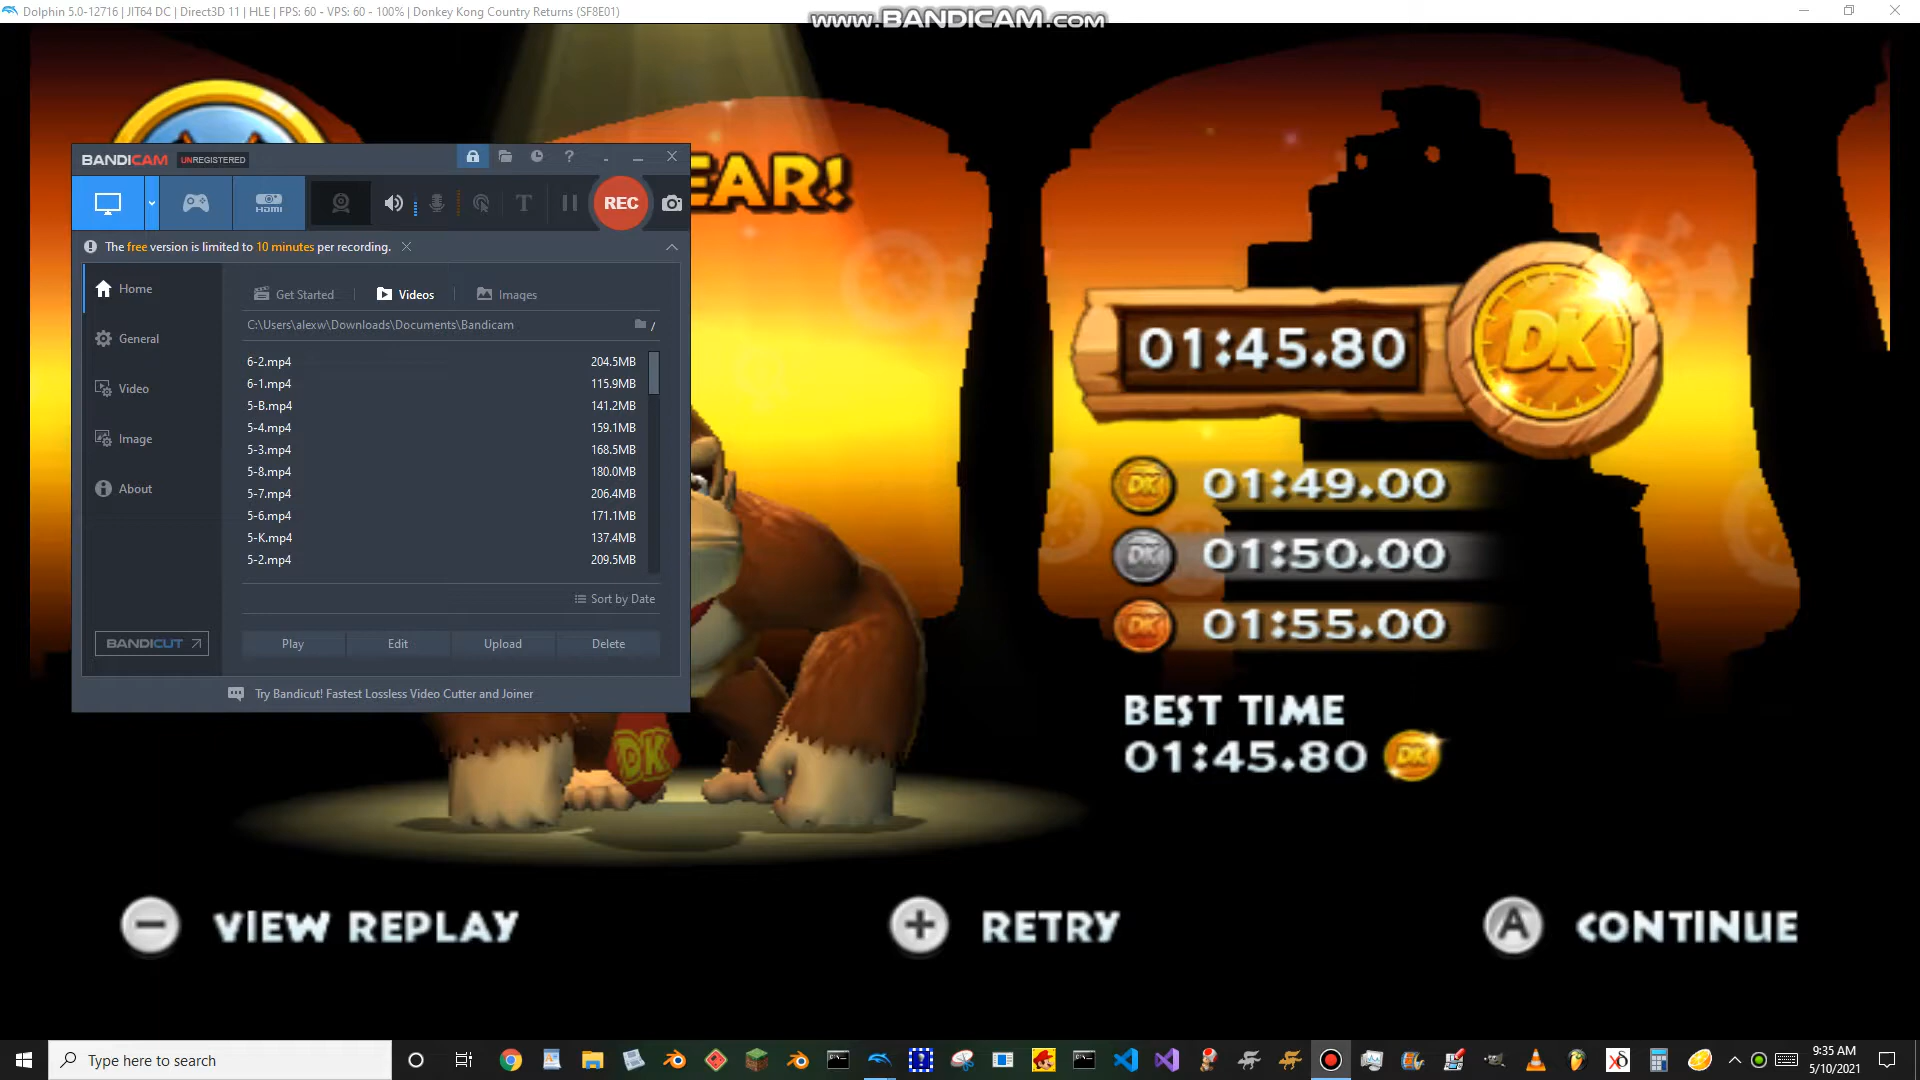 Dolphin 5.0-12716 | JIT64 DC | Direct3D 11 | HLE | FPS: 60 - VPS: 60 - 100% | Donkey Kong Country Returns (SF8E01)
www.BANDICAM.com
EAR!
BANDICAM UNREGISTERED
HDMI
T
REC
The free version is limited to 10 minutes per recording.
Home
General
Video
Image
About
BANDICUT
Get Started
Videos
Images
C:\Users\alexw\Downloads\Documents\Bandicam
/
6-2.mp4 204.5MB
6-1.mp4 115.9MB
5-B.mp4 141.2MB
5-4.mp4 159.1MB
5-3.mp4 168.5MB
5-8.mp4 180.0MB
5-7.mp4 206.4MB
5-6.mp4 171.1MB
5-K.mp4 137.4MB
5-2.mp4 209.5MB
Sort by Date
Play Edit Upload Delete
Try Bandicut! Fastest Lossless Video Cutter and Joiner
01:45.80 DK
DK 01:49.00
DK 01:50.00
DK 01:55.00
BEST TIME
01:45.80 DK
DK
VIEW REPLAY
RETRY
A CONTINUE
Type here to search
9:35 AM
5/10/2021